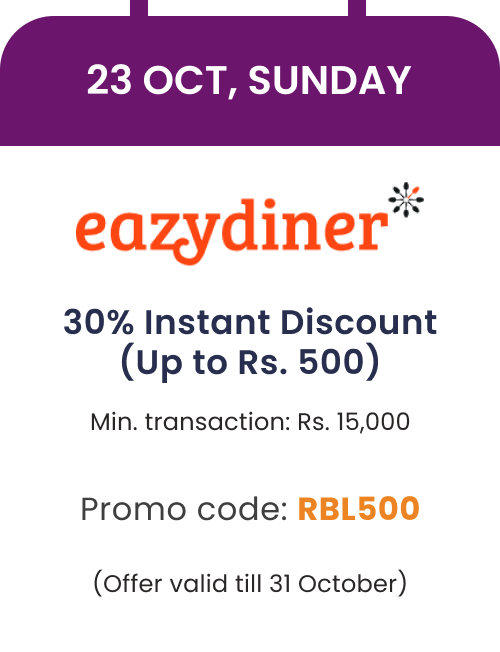 23 OCT, SUNDAY
eazydiner
30% Instant Discount
(Up to Rs. 500)
Min. transaction: Rs. 15,000
Promo code: RBL500
(Offer valid till 31 October)